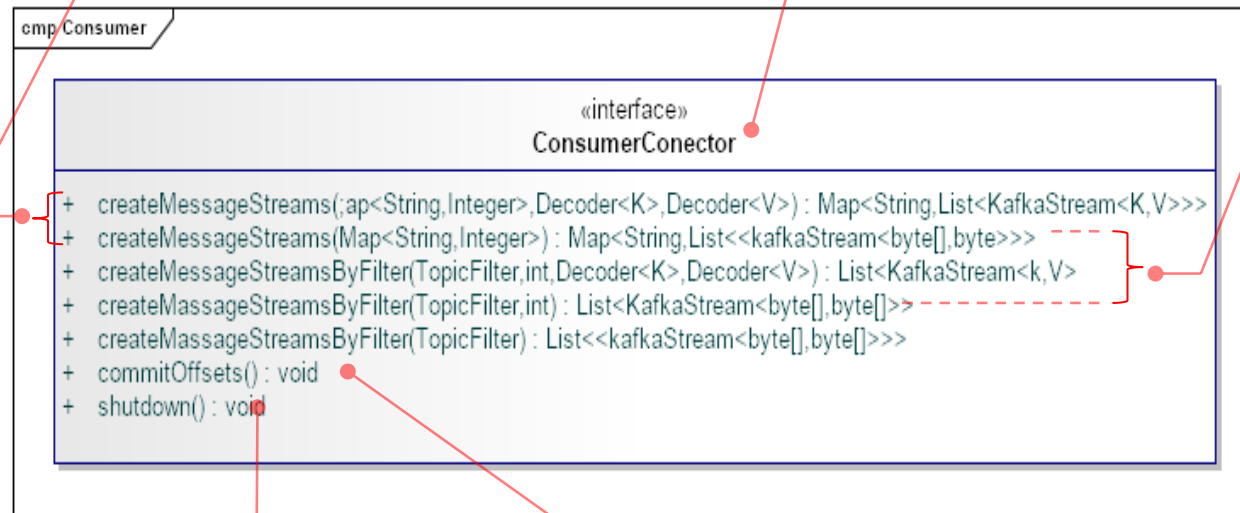 cmp Consumer
«interface»
ConsumerConector
+ createMessageStreams(;ap<String,Integer>,Decoder<K>,Decoder<V>) : Map<String,List<KafkaStream<K,V>>>
+ createMessageStreams(Map<String,Integer>) : Map<String,List<<kafkaStream<byte[],byte>>>
+ createMessageStreamsByFilter(TopicFilter,int,Decoder<K>,Decoder<V>) : List<KafkaStream<k,V>
+ createMassageStreamsByFilter(TopicFilter,int) : List<KafkaStream<byte[],byte[]>>
+ createMassageStreamsByFilter(TopicFilter) : List<<kafkaStream<byte[],byte[]>>>
+ commitOffsets() : void
+ shutdown() : void